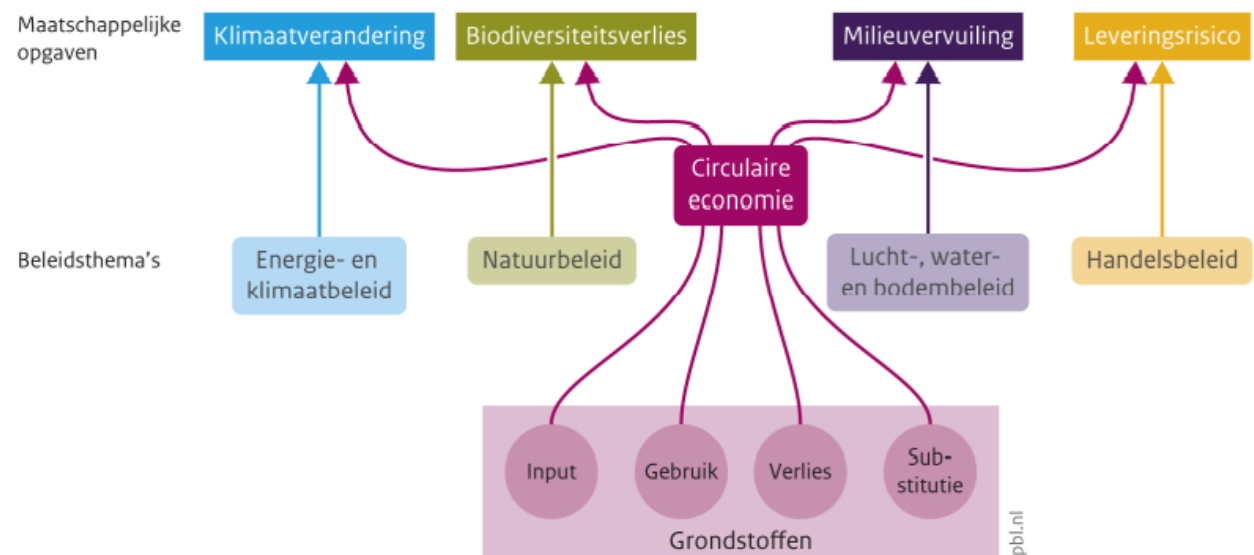 Maatschappelijke
opgaven
Klimaatverandering
Biodiversiteitsverlies
Milieuvervuiling
Leveringsrisico
Circulaire
economie
Beleidsthema's
Energie- en
klimaatbeleid
Natuurbeleid
Lucht-, water-
en bodembeleid
Handelsbeleid
Input
Gebruik
Verlies
Sub-
stitutie
Grondstoffen
pbl.nl